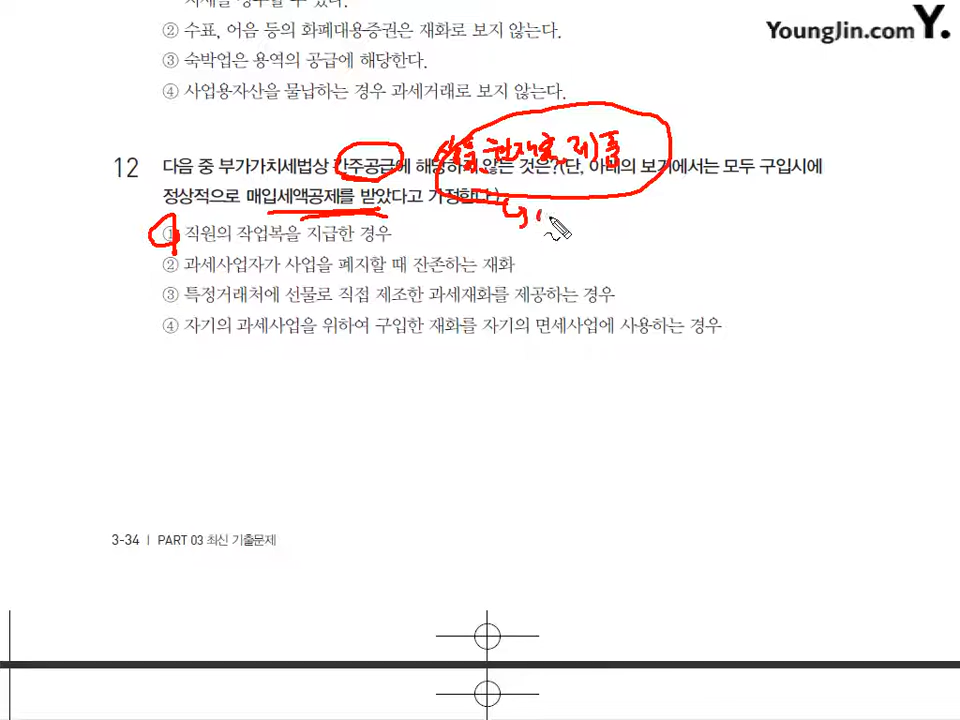 YoungJin.com Y.
② 수표, 어음 등의 화폐대용증권은 재화로 보지 않는다.
③ 숙박업은 용역의 공급에 해당한다.
④ 사업용자산을 물납하는 경우 과세거래로 보지 않는다.
상품, 원재료, 제품
12 다음 중 부가가치세법상 간주공급에 해당하지 않는 것은?(단, 아래의 보기에서는 모두 구입시에
정상적으로 매입세액공제를 받았다고 가정한다.)
① 직원의 작업복을 지급한 경우
② 과세사업자가 사업을 폐지할 때 잔존하는 재화
③ 특정거래처에 선물로 직접 제조한 과세재화를 제공하는 경우
④ 자기의 과세사업을 위하여 구입한 재화를 자기의 면세사업에 사용하는 경우
3-34 | PART 03 최신 기출문제